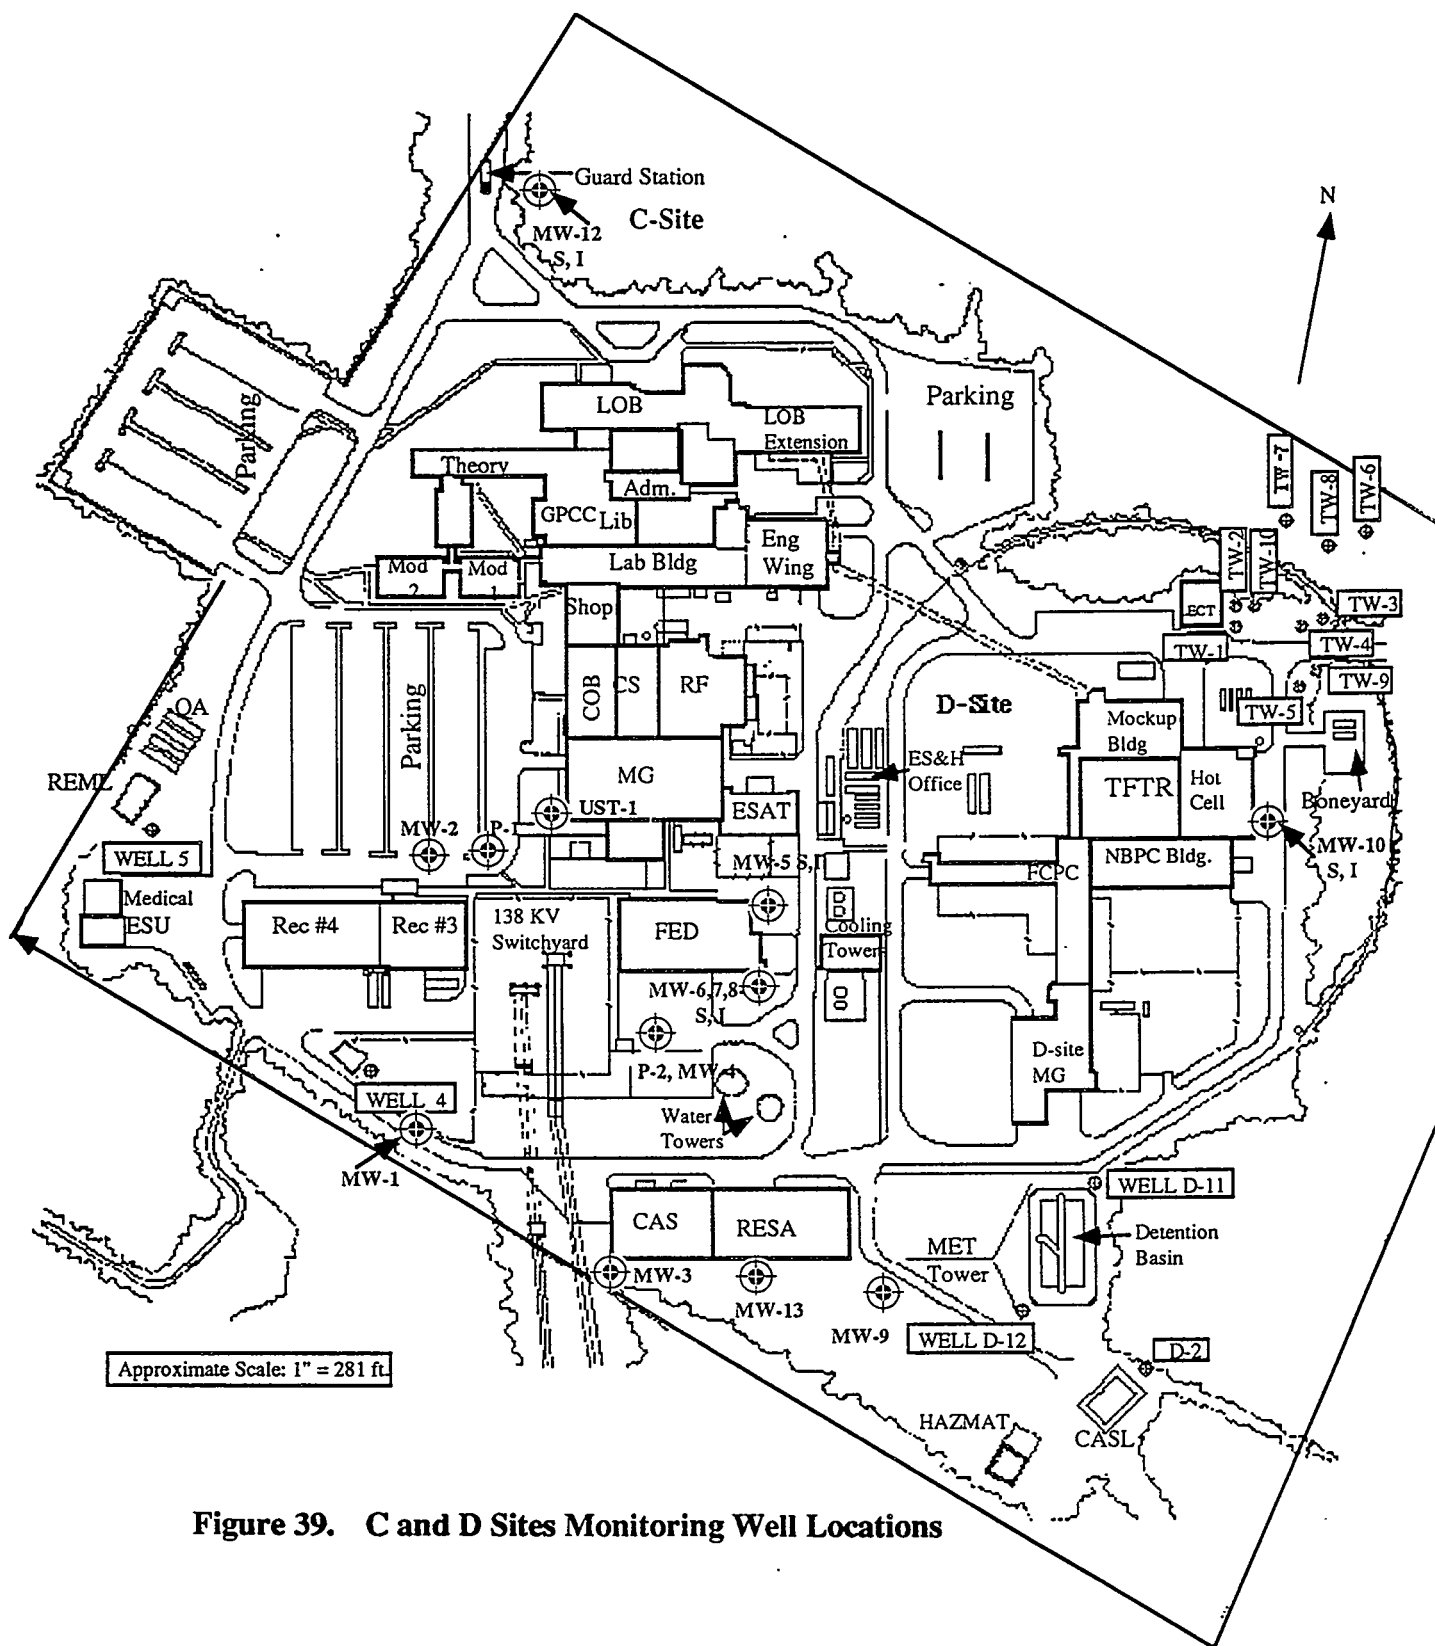 Guard Station
N
C-Site
MW-12
S, I
Parking
Parking
LOB
LOB
Extension
TW-7
TW-8
TW-6
Theory
Adm.
GPCC
Lib
Eng
Wing
TW-2
TW-10
Lab Bldg
Mod
2
Mod
1
Shop
ECT
TW-3
TW-1
TW-4
TW-9
COB
CS
RF
D-Site
TW-5
Mockup
Bldg
QA
Parking
REML
MG
ES&H
Office
TFTR
Hot
Cell
Boneyard
UST-1
ESAT
MW-2
P-1
WELL 5
MW-5 S, I
FCPC
NBPC Bldg.
MW-10
S, I
Medical
ESU
Rec #4
Rec #3
138 KV
Switchyard
FED
D
D
Cooling
Tower
MW-6,7,8
S, I
P-2, MW-4
D-site
MG
WELL 4
Water
Towers
MW-1
WELL D-11
CAS
RESA
MET
Tower
Detention
Basin
MW-3
MW-13
MW-9
WELL D-12
D-2
Approximate Scale: 1" = 281 ft.
HAZMAT
CASL
Figure 39. C and D Sites Monitoring Well Locations